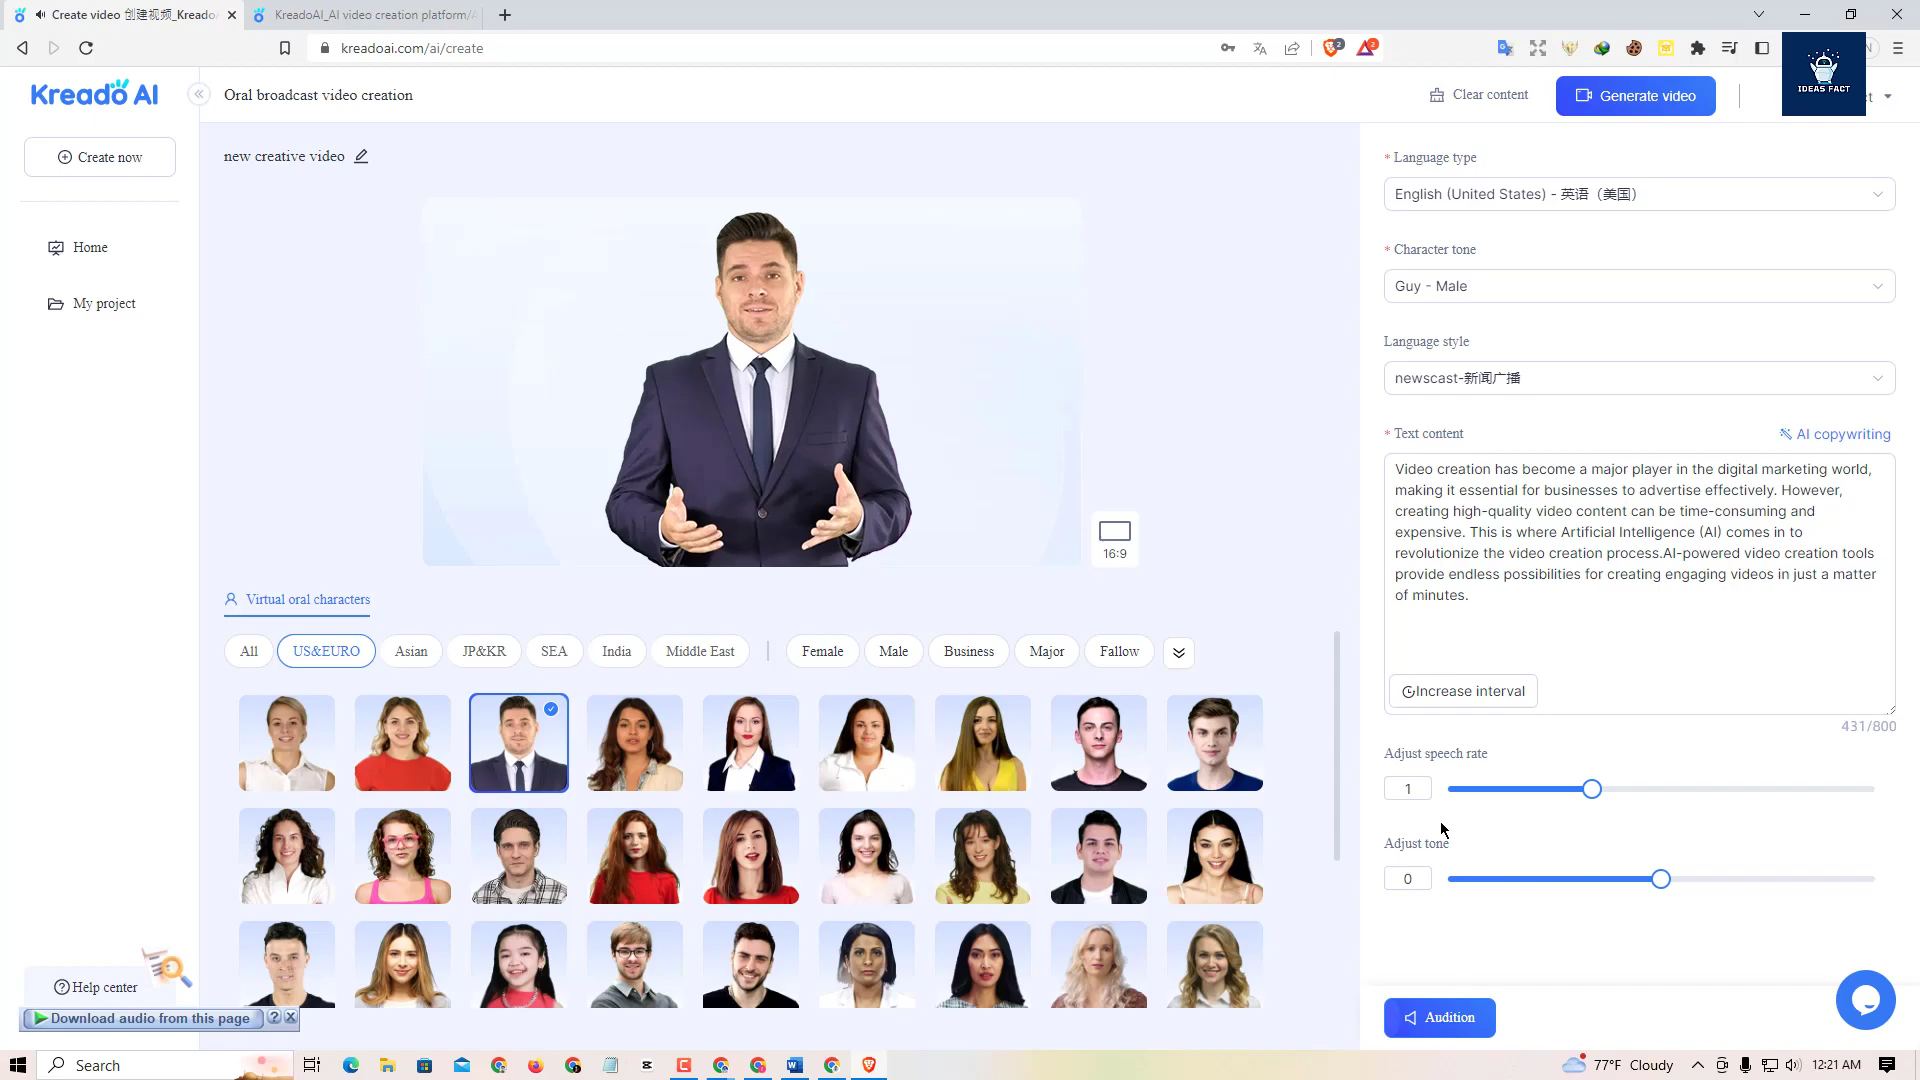 Create video 创建视频_Kreado
KreadoAI_AI video creation platform/
kreadoai.com/ai/create
2
2
Kreado AI
Oral broadcast video creation
Clear content
Generate video
IDEAS FACT
Create now
Home
My project
Help center
Download audio from this page
new creative video
16:9
Virtual oral characters
All
US&EURO
Asian
JP&KR
SEA
India
Middle East
Female
Male
Business
Major
Fallow
* Language type
English (United States) - 英语（美国）
* Character tone
Guy - Male
Language style
newscast-新闻广播
* Text content
AI copywriting
Video creation has become a major player in the digital marketing world,
making it essential for businesses to advertise effectively. However,
creating high-quality video content can be time-consuming and
expensive. This is where Artificial Intelligence (AI) comes in to
revolutionize the video creation process.AI-powered video creation tools
provide endless possibilities for creating engaging videos in just a matter
of minutes.
Increase interval
431/800
Adjust speech rate
1
Adjust tone
0
Audition
Search
77°F Cloudy
12:21 AM